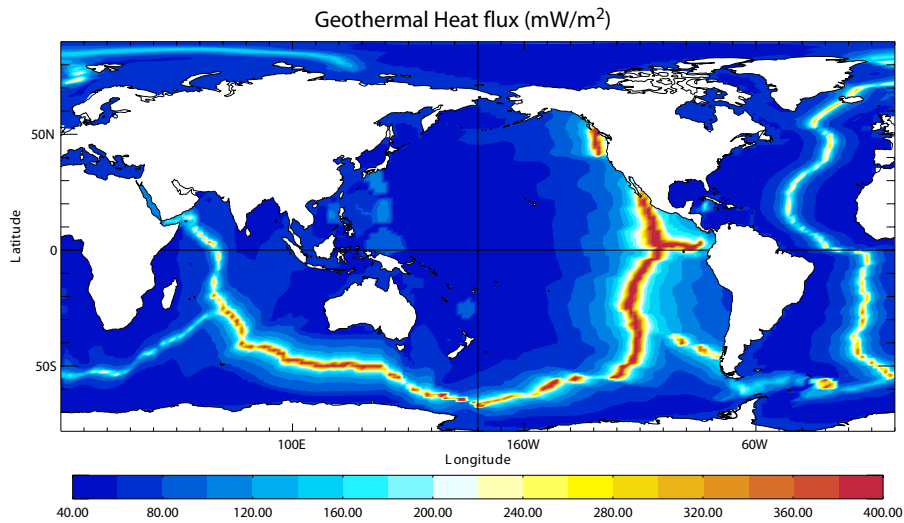 Geothermal Heat flux (mW/m²)
50N
0
50S
Latitude
100E 160W 60W
Longitude
40.00 80.00 120.00 160.00 200.00 240.00 280.00 320.00 360.00 400.00